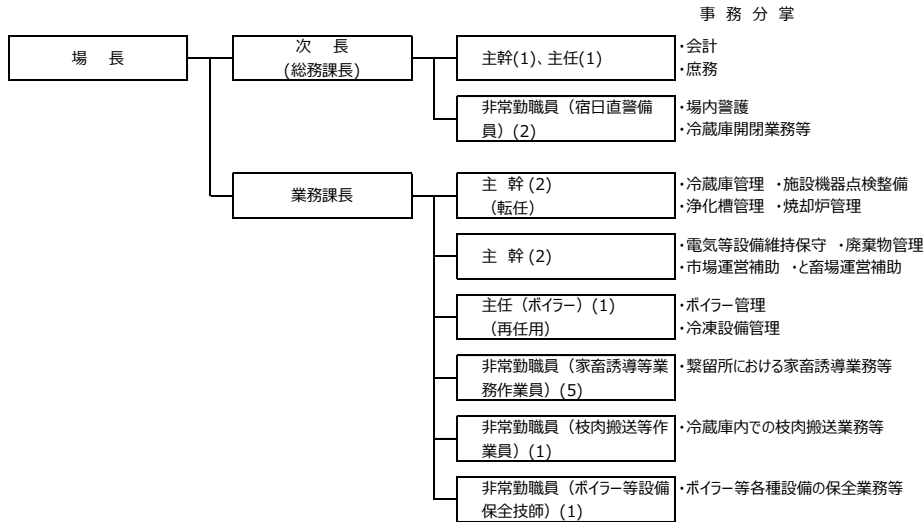 事 務 分 掌
場 長
次 長
(総務課長)
主幹(1)、主任(1)
・会計
・庶務
非常勤職員（宿日直警備
員）(2)
・場内警護
・冷蔵庫開閉業務等
業務課長
主 幹(2)
（転任）
・冷蔵庫管理 ・施設機器点検整備
・浄化槽管理 ・焼却炉管理
主 幹(2)
・電気等設備維持保守 ・廃棄物管理
・市場運営補助 ・と畜場運営補助
主任（ボイラー）(1)
（再任用）
・ボイラー管理
・冷凍設備管理
非常勤職員（家畜誘導等業
務作業員）(5)
・繋留所における家畜誘導業務等
非常勤職員（枝肉搬送等作
業員）(1)
・冷蔵庫内での枝肉搬送業務等
非常勤職員（ボイラー等設備
保全技師）(1)
・ボイラー等各種設備の保全業務等